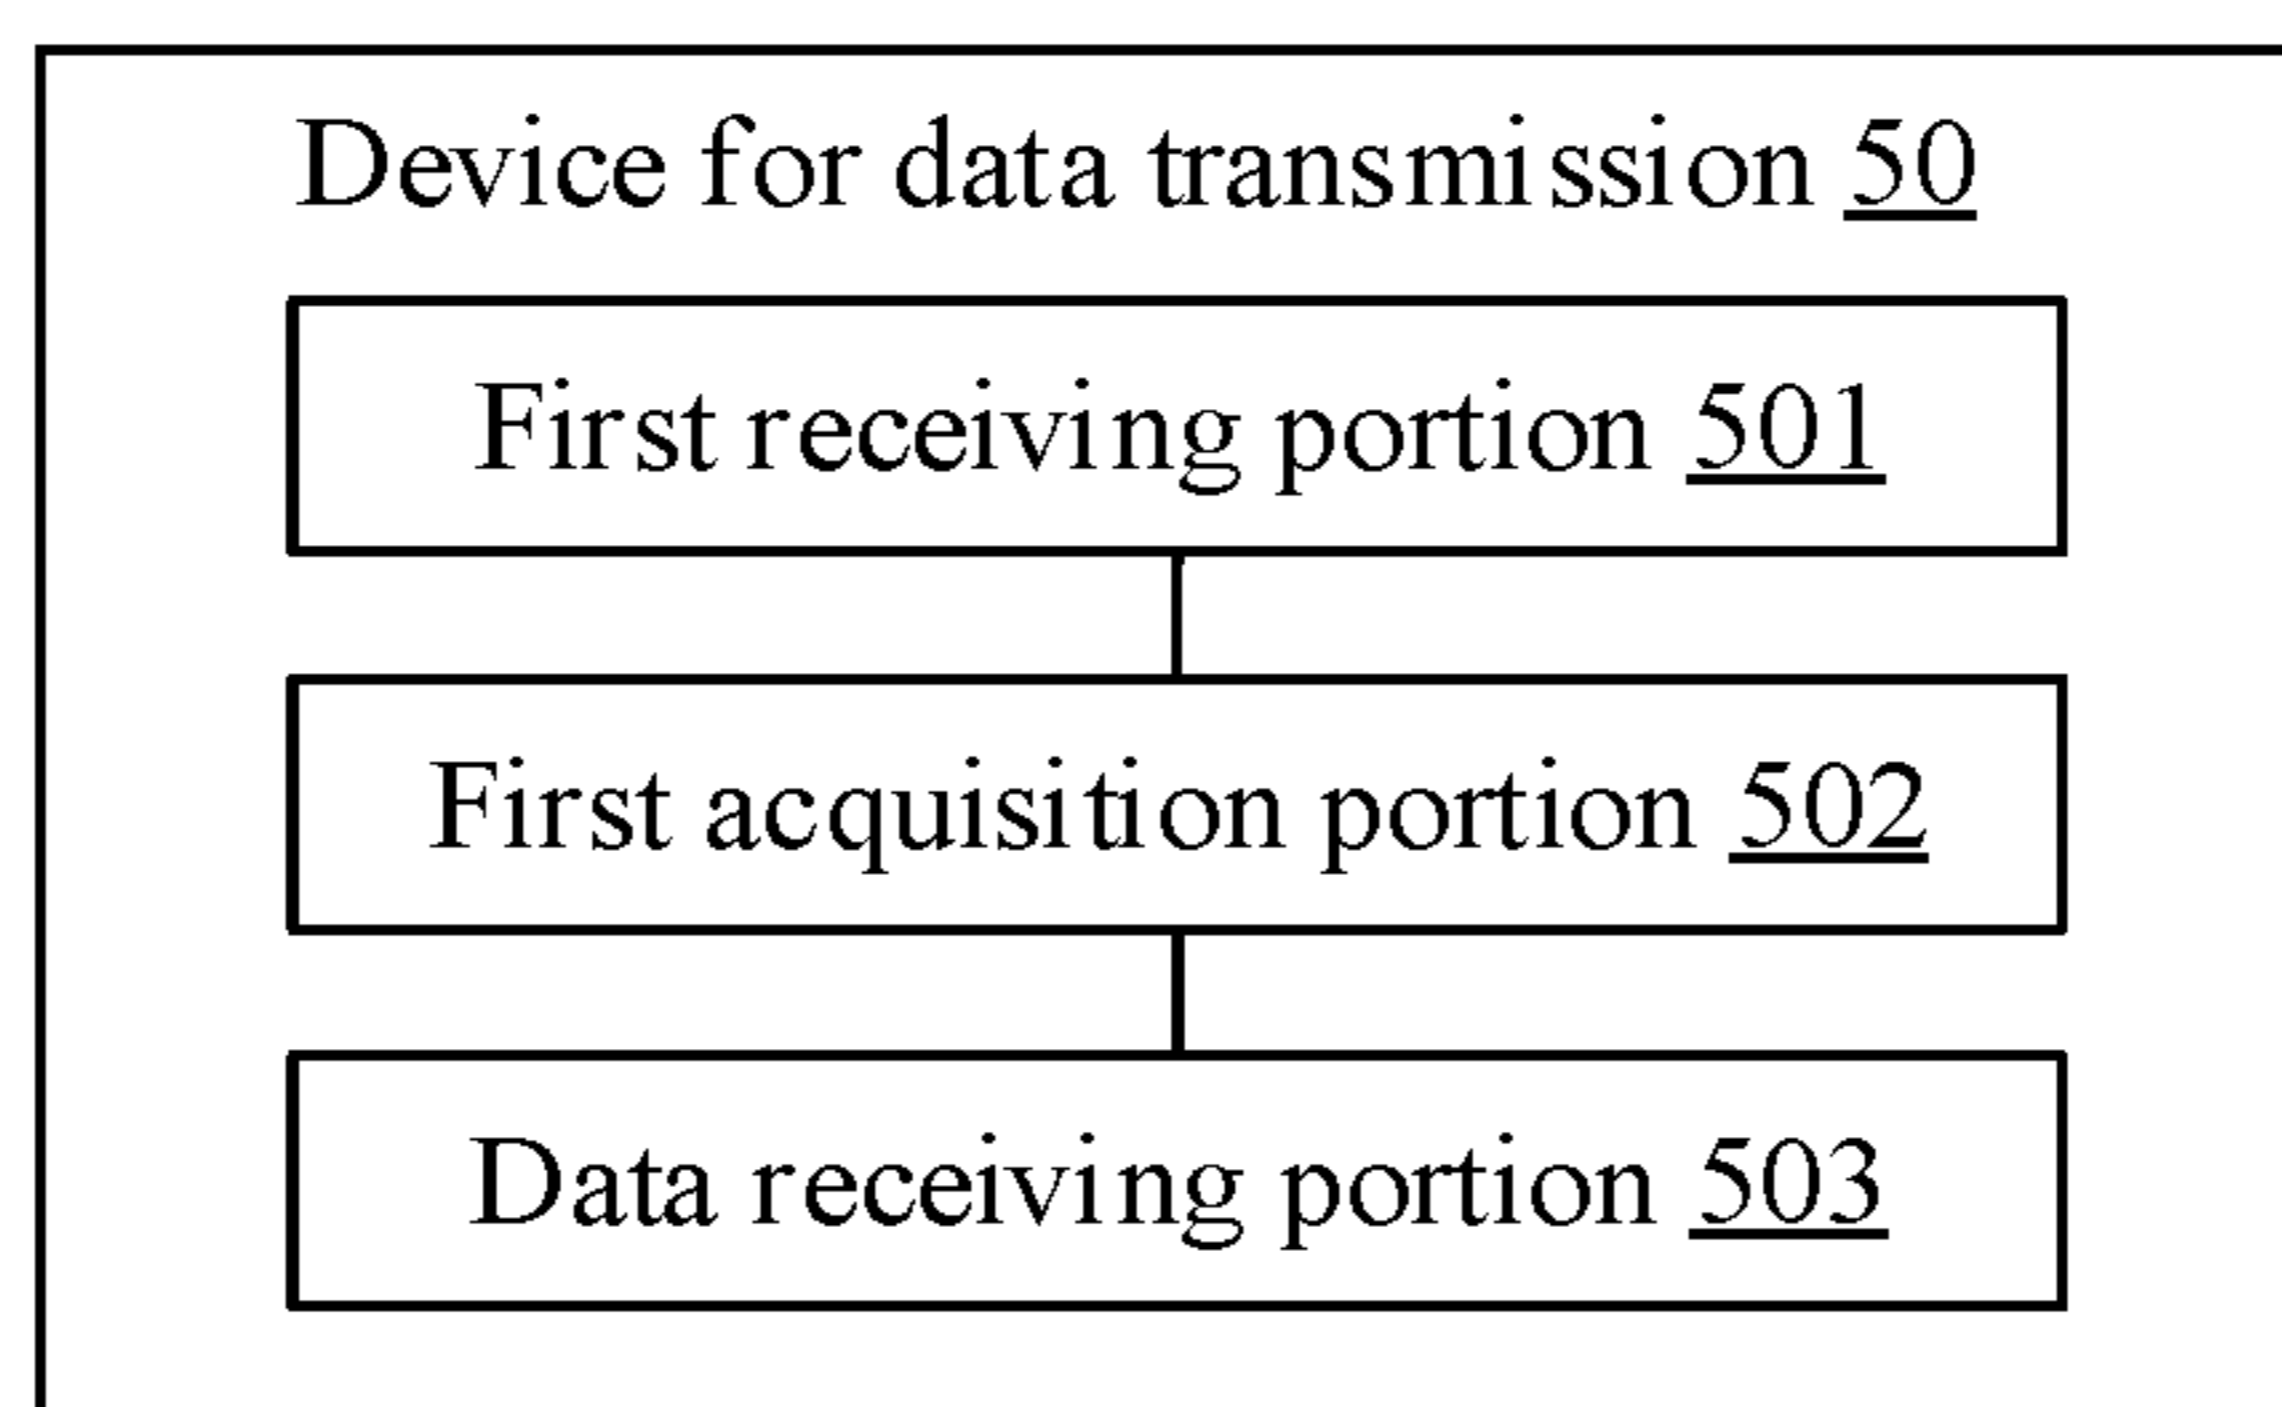 Device for data transmission 50
First receiving portion 501
First acquisition portion 502
Data receiving portion 503